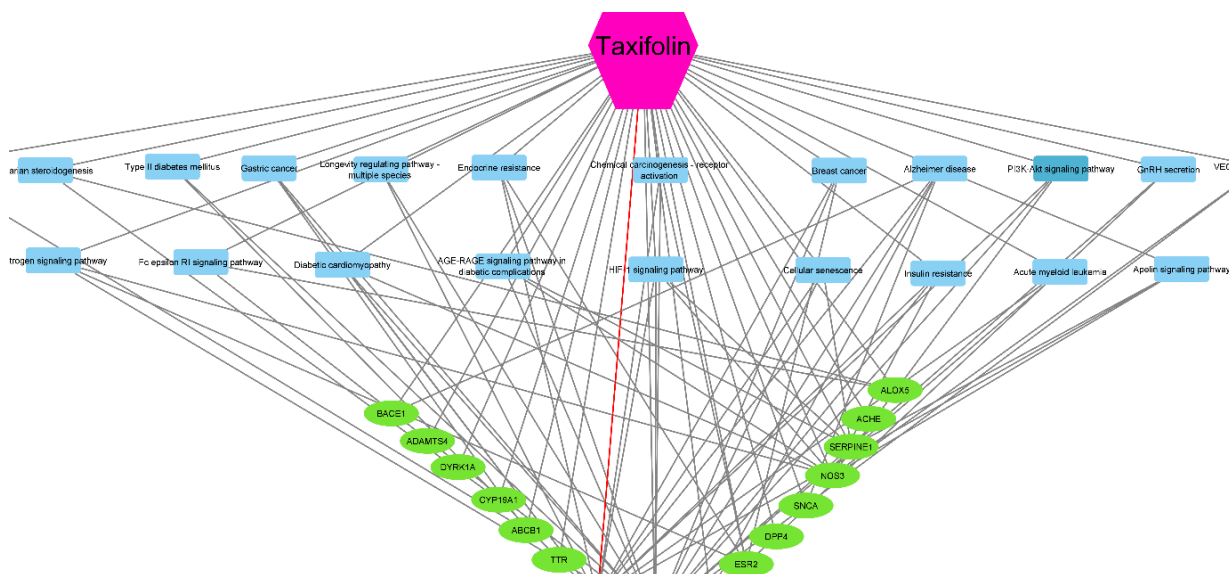 Taxifolin
arian steroidogenesis
Type II diabetes mellitus
Gastric cancer
Longevity regulating pathway -
multiple species
Endocrine resistance
Chemical carcinogenesis - receptor
activation
Breast cancer
Alzheimer disease
PI3K-Akt signaling pathway
GnRH secretion
VEG
trogen signaling pathway
Fc epsilon RI signaling pathway
Diabetic cardiomyopathy
AGE-RAGE signaling pathway in
diabetic complications
HIF-1 signaling pathway
Cellular senescence
Insulin resistance
Acute myeloid leukemia
Apelin signaling pathway
ALOX5
BACE1
ACHE
ADAMTS4
SERPINE1
DYRK1A
NOS3
CYP19A1
SNCA
ABCB1
DPP4
TTR
ESR2